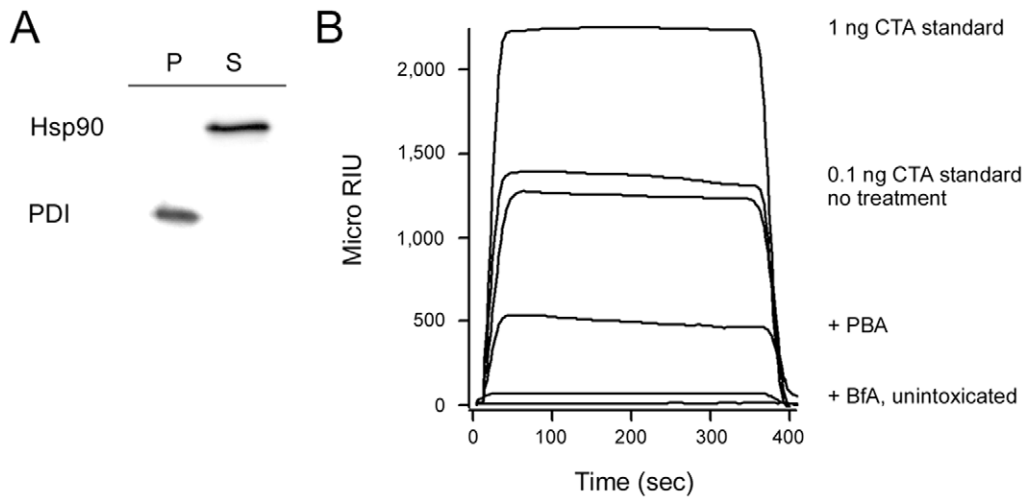 A
P S
Hsp90
PDI
B
Micro RIU
2,000
1,500
1,000
500
0
0 100 200 300 400
Time (sec)
1 ng CTA standard
0.1 ng CTA standard
no treatment
+ PBA
+ BfA, unintoxicated